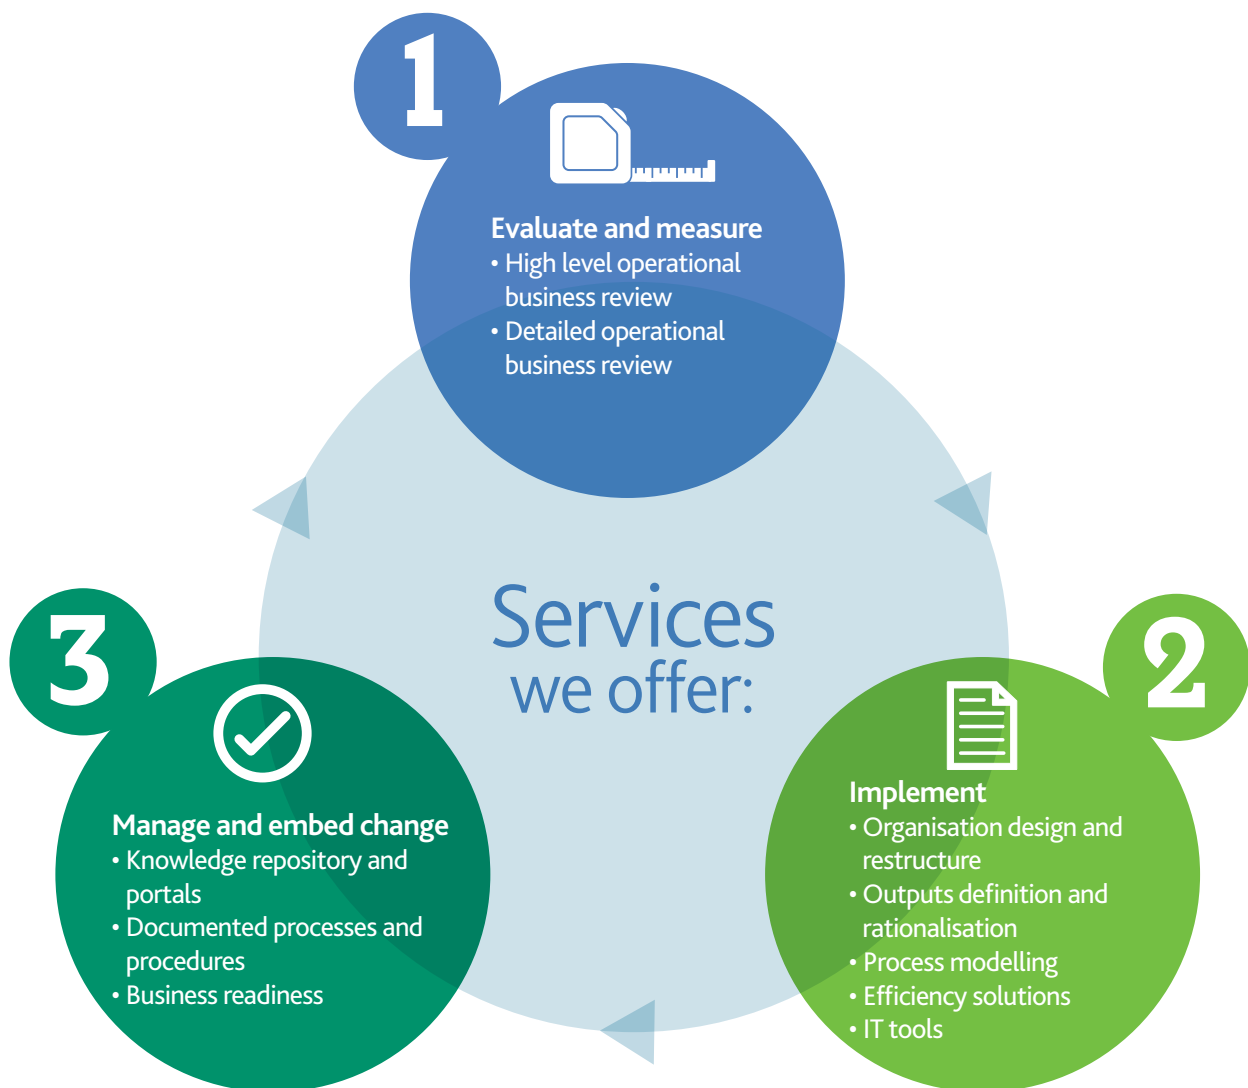 1
Evaluate and measure
• High level operational
business review
• Detailed operational
business review
Services
we offer:
2
Implement
• Organisation design and
restructure
• Outputs definition and
rationalisation
• Process modelling
• Efficiency solutions
• IT tools
3
Manage and embed change
• Knowledge repository and
portals
• Documented processes and
procedures
• Business readiness